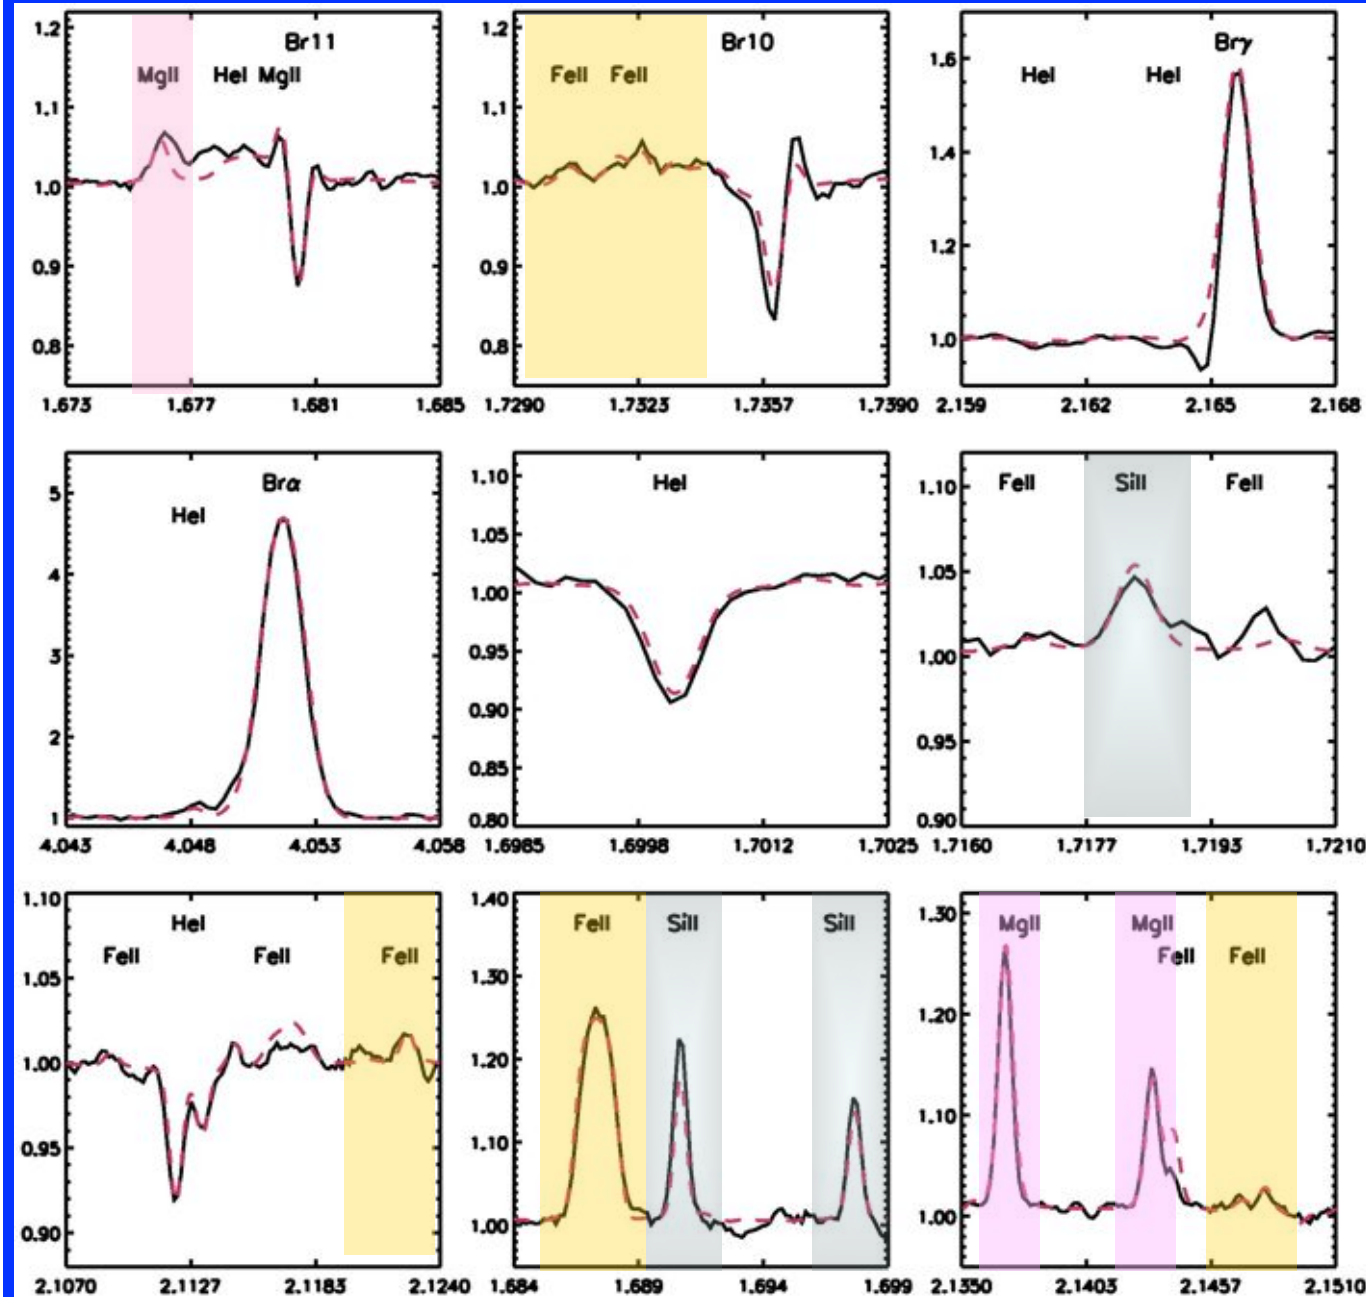 Br11
MgII HeI MgII
1.2
1.1
1.0
0.9
0.8
1.673 1.677 1.681 1.685
Br10
FeII FeII
1.2
1.1
1.0
0.9
0.8
1.7290 1.7323 1.7357 1.7390
Brγ
HeI HeI
1.6
1.4
1.2
1.0
2.159 2.162 2.165 2.168
Brα
HeI
5
4
3
2
1
4.043 4.048 4.053 4.058
HeI
1.10
1.05
1.00
0.95
0.90
0.85
0.80
1.6985 1.6998 1.7012 1.7025
FeII SiII FeII
1.10
1.05
1.00
0.95
0.90
1.7160 1.7177 1.7193 1.7210
HeI
FeII FeII FeII
1.10
1.05
1.00
0.95
0.90
2.1070 2.1127 2.1183 2.1240
FeII SiII SiII
1.40
1.30
1.20
1.10
1.00
1.684 1.689 1.694 1.699
MgII MgII
FeII FeII
1.30
1.20
1.10
1.00
2.1350 2.1403 2.1457 2.1510